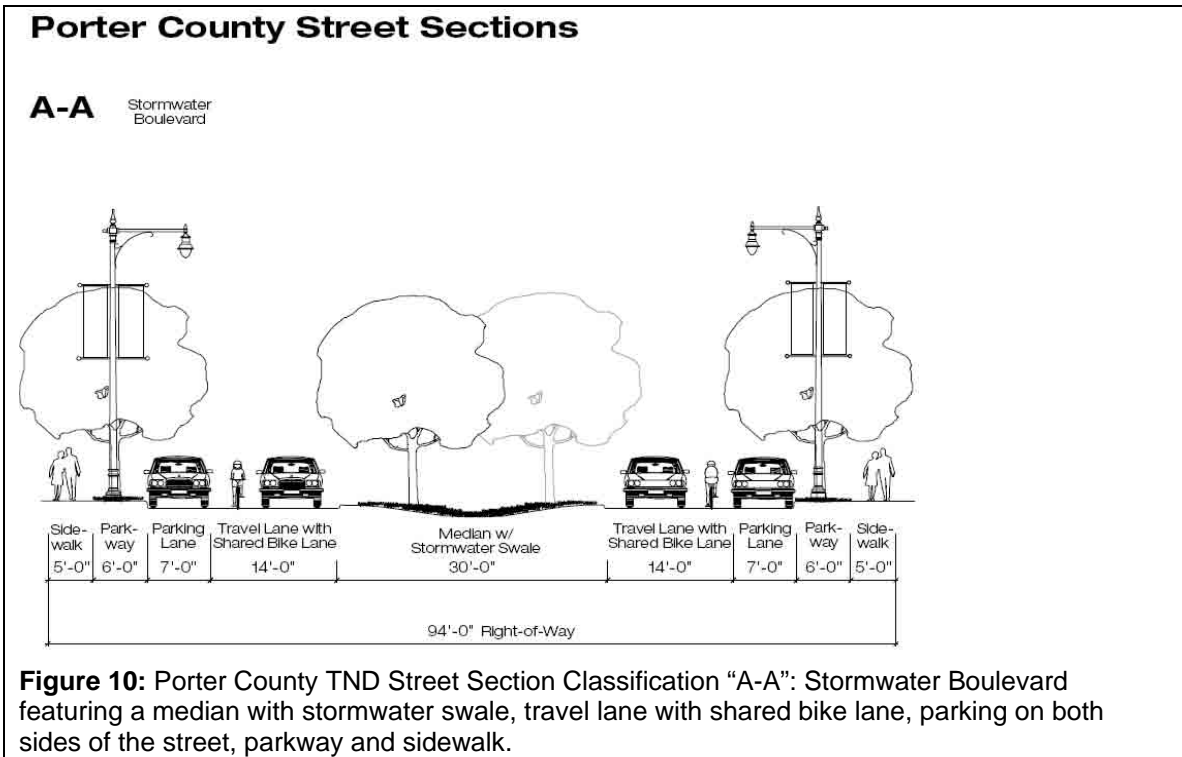 Porter County Street Sections
A-A
Stormwater
Boulevard
Side-
walk
5'-0"
Park-
way
6'-0"
Parking
Lane
7'-0"
Travel Lane with
Shared Bike Lane
14'-0"
Median w/
Stormwater Swale
30'-0"
Travel Lane with
Shared Bike Lane
14'-0"
Parking
Lane
7'-0"
Park-
way
6'-0"
Side-
walk
5'-0"
94'-0" Right-of-Way
Figure 10: Porter County TND Street Section Classification “A-A”: Stormwater Boulevard
featuring a median with stormwater swale, travel lane with shared bike lane, parking on both
sides of the street, parkway and sidewalk.